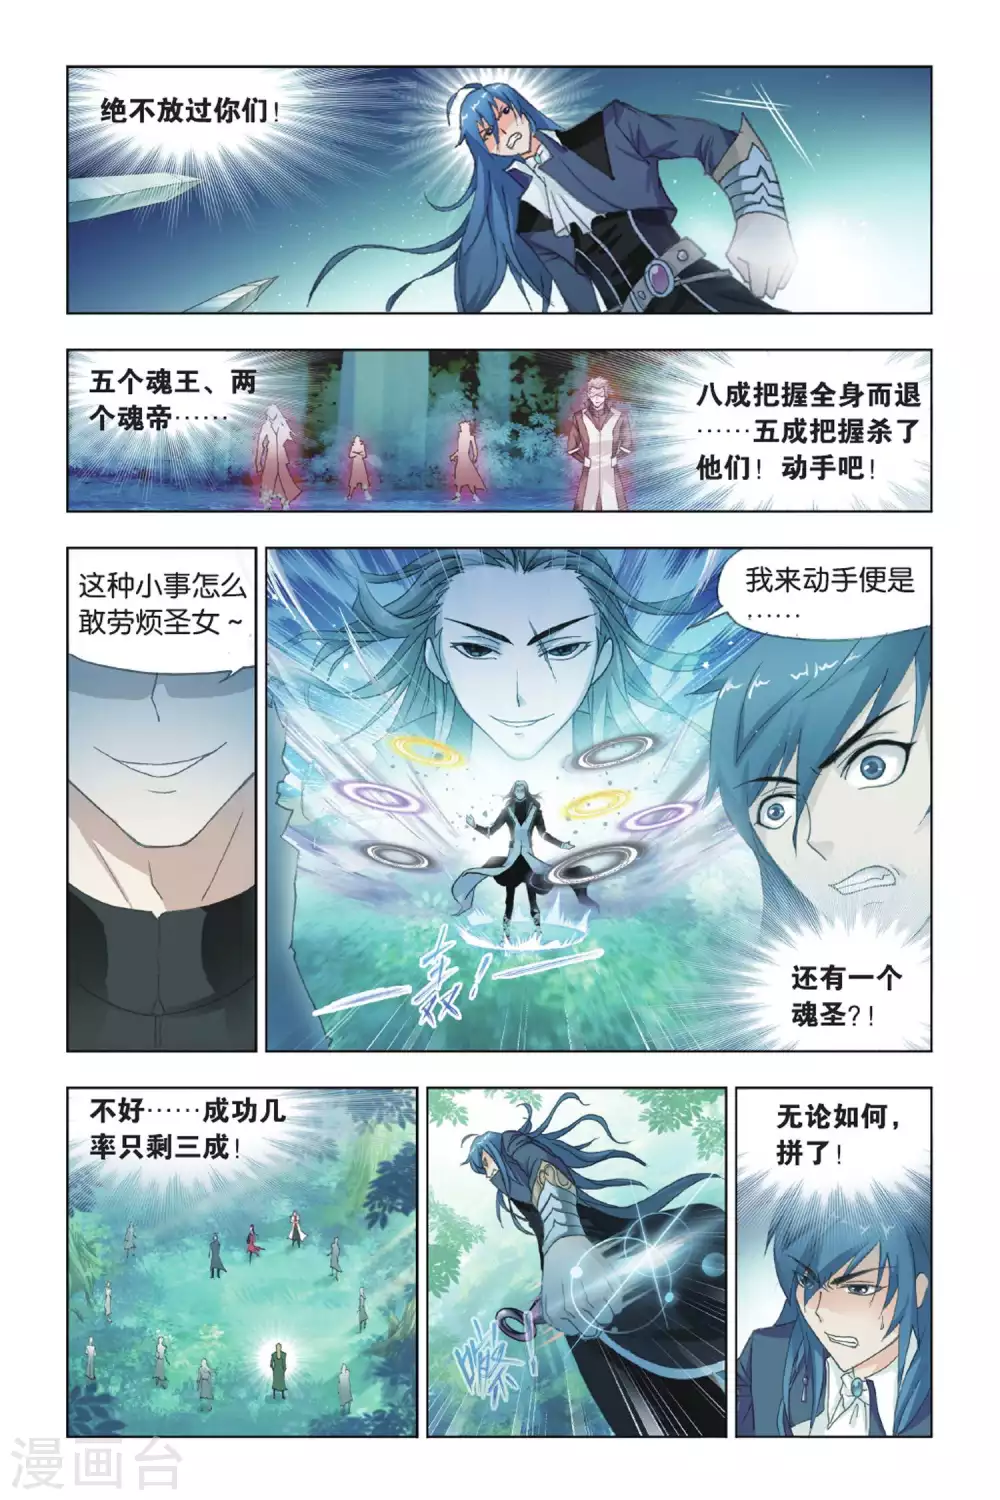 绝不放过你们！
五个魂王、两
个魂帝……
八成把握全身而退
……五成把握杀了
他们！动手吧！
这种小事怎么
敢劳烦圣女～
我来动手便是
……
轰！
还有一个
魂圣?!
不好……成功几
率只剩三成！
嚓！
无论如何，
拼了！
漫画台